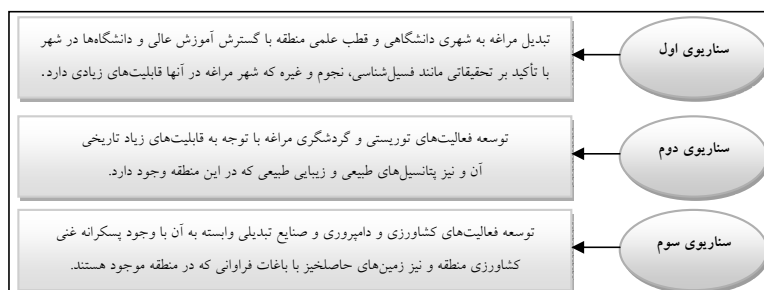 سناریوی اول
تبدیل مراغه به شهری دانشگاهی و قطب علمی منطقه با گسترش آموزش عالی و دانشگاه‌ها در شهر
با تأکید بر تحقیقاتی مانند فسیل‌شناسی، نجوم و غیره که شهر مراغه در آنها قابلیت‌های زیادی دارد.
سناریوی دوم
توسعه فعالیت‌های توریستی و گردشگری مراغه با توجه به قابلیت‌های زیاد تاریخی
آن و نیز پتانسیل‌های طبیعی و زیبایی طبیعی که در این منطقه وجود دارد.
سناریوی سوم
توسعه فعالیت‌های کشاورزی و دامپروری و صنایع تبدیلی وابسته به آن با وجود پسکرانه غنی
کشاورزی منطقه و نیز زمین‌های حاصلخیز با باغات فراوانی که در منطقه موجود هستند.